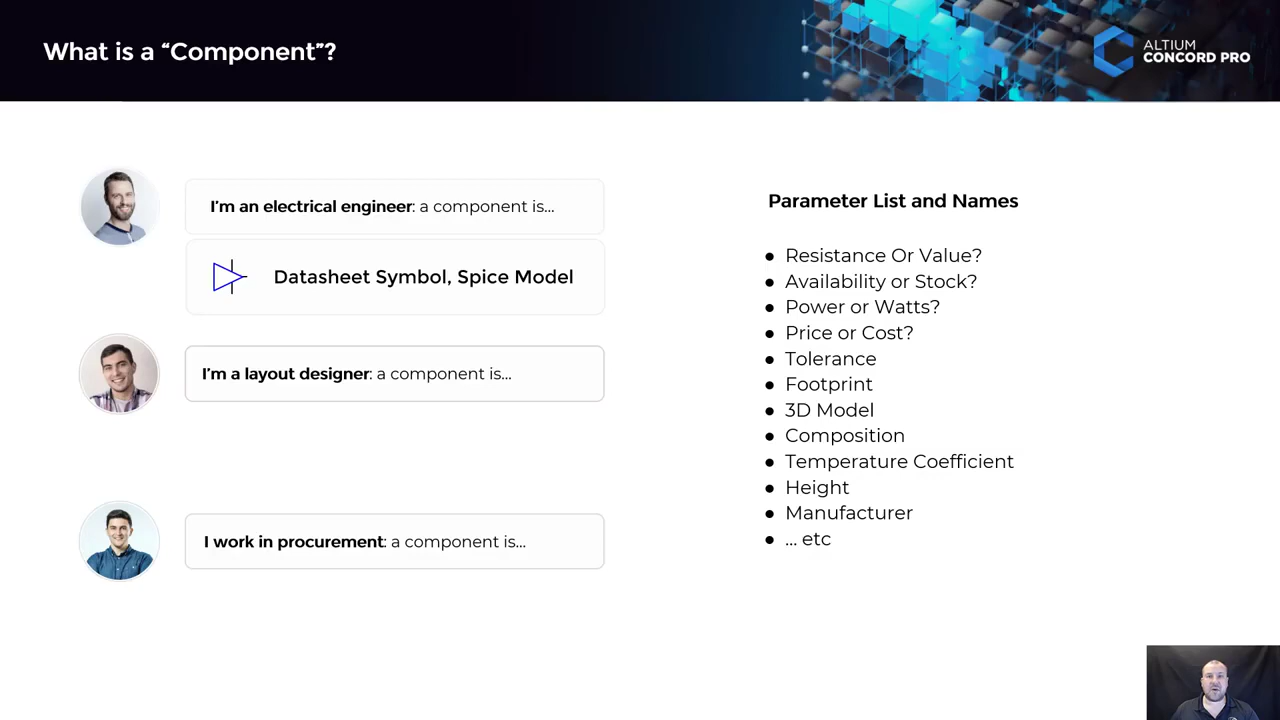 What is a “Component”?
ALTIUM
CONCORD PRO
I’m an electrical engineer: a component is...
Datasheet Symbol, Spice Model
I’m a layout designer: a component is...
I work in procurement: a component is...
Parameter List and Names
● Resistance Or Value?
● Availability or Stock?
● Power or Watts?
● Price or Cost?
● Tolerance
● Footprint
● 3D Model
● Composition
● Temperature Coefficient
● Height
● Manufacturer
● ... etc